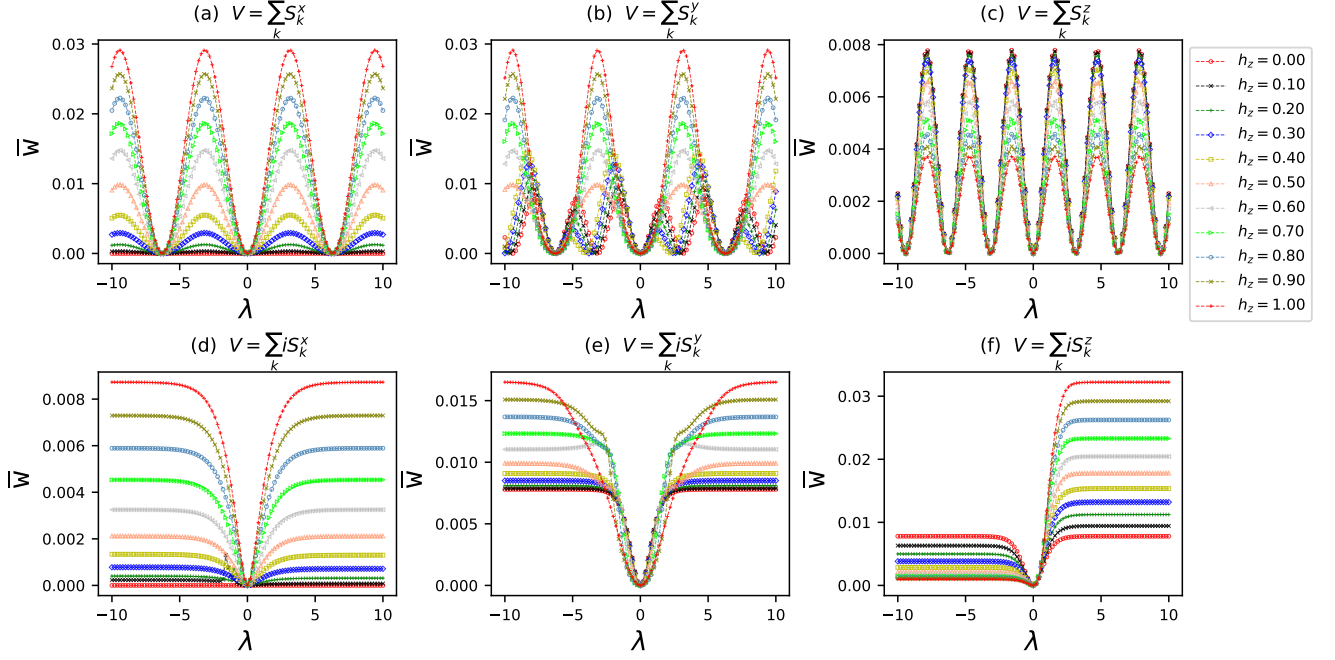 (a) V = ∑_k S_k^x
(b) V = ∑_k S_k^y
(c) V = ∑_k S_k^z
0.03
0.02
0.01
0.00
W̅
−10 −5 0 5 10
λ
0.03
0.02
0.01
0.00
W̅
−10 −5 0 5 10
λ
0.008
0.006
0.004
0.002
0.000
W̅
−10 −5 0 5 10
λ
h_z = 0.00
h_z = 0.10
h_z = 0.20
h_z = 0.30
h_z = 0.40
h_z = 0.50
h_z = 0.60
h_z = 0.70
h_z = 0.80
h_z = 0.90
h_z = 1.00
(d) V = ∑_k iS_k^x
(e) V = ∑_k iS_k^y
(f) V = ∑_k iS_k^z
0.008
0.006
0.004
0.002
0.000
W̅
−10 −5 0 5 10
λ
0.015
0.010
0.005
0.000
W̅
−10 −5 0 5 10
λ
0.03
0.02
0.01
0.00
W̅
−10 −5 0 5 10
λ